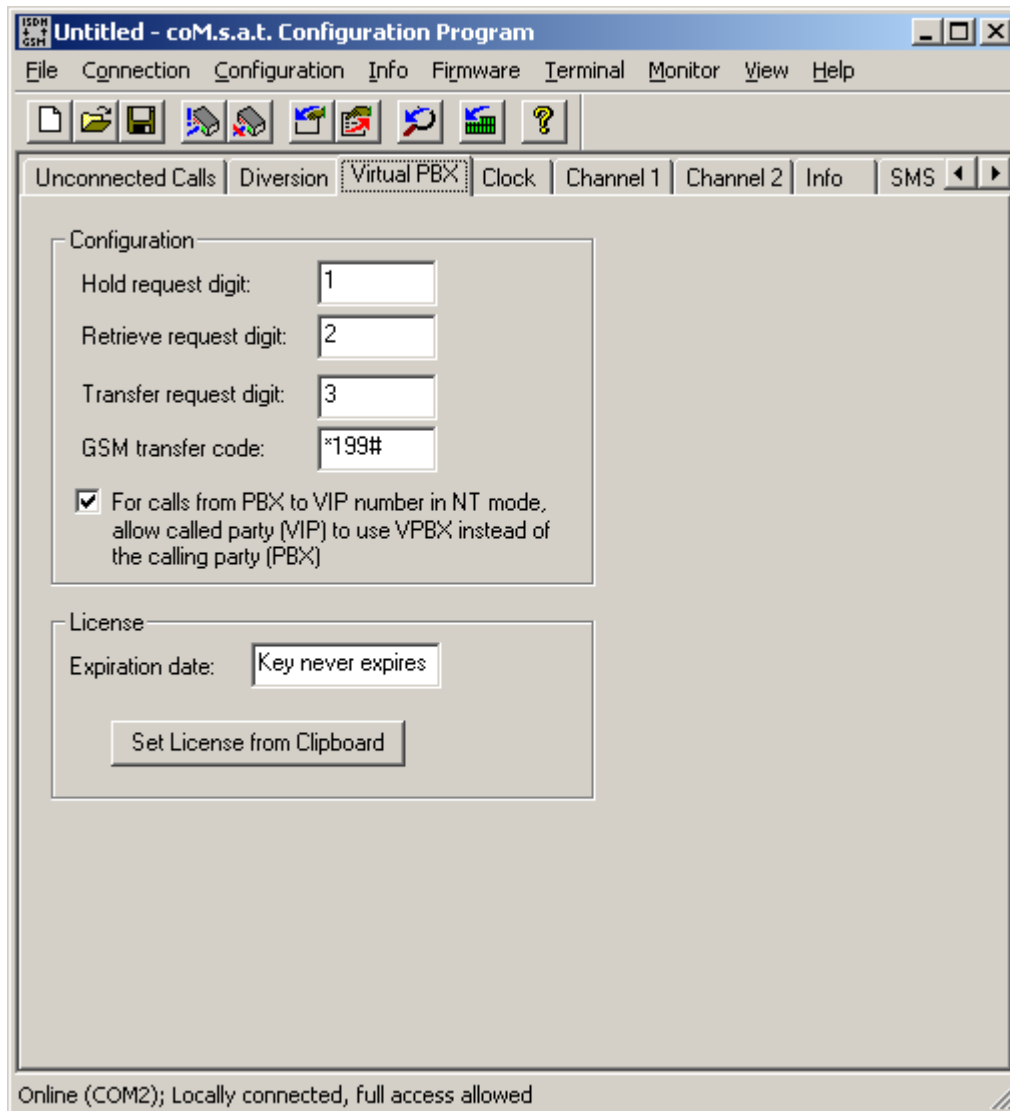 ISDN
GSM
Untitled - coM.s.a.t. Configuration Program
File Connection Configuration Info Firmware Terminal Monitor View Help
Unconnected Calls Diversion Virtual PBX Clock Channel 1 Channel 2 Info SMS
Configuration
Hold request digit: 1
Retrieve request digit: 2
Transfer request digit: 3
GSM transfer code: *199#
For calls from PBX to VIP number in NT mode,
allow called party (VIP) to use VPBX instead of
the calling party (PBX)
License
Expiration date: Key never expires
Set License from Clipboard
Online (COM2); Locally connected, full access allowed